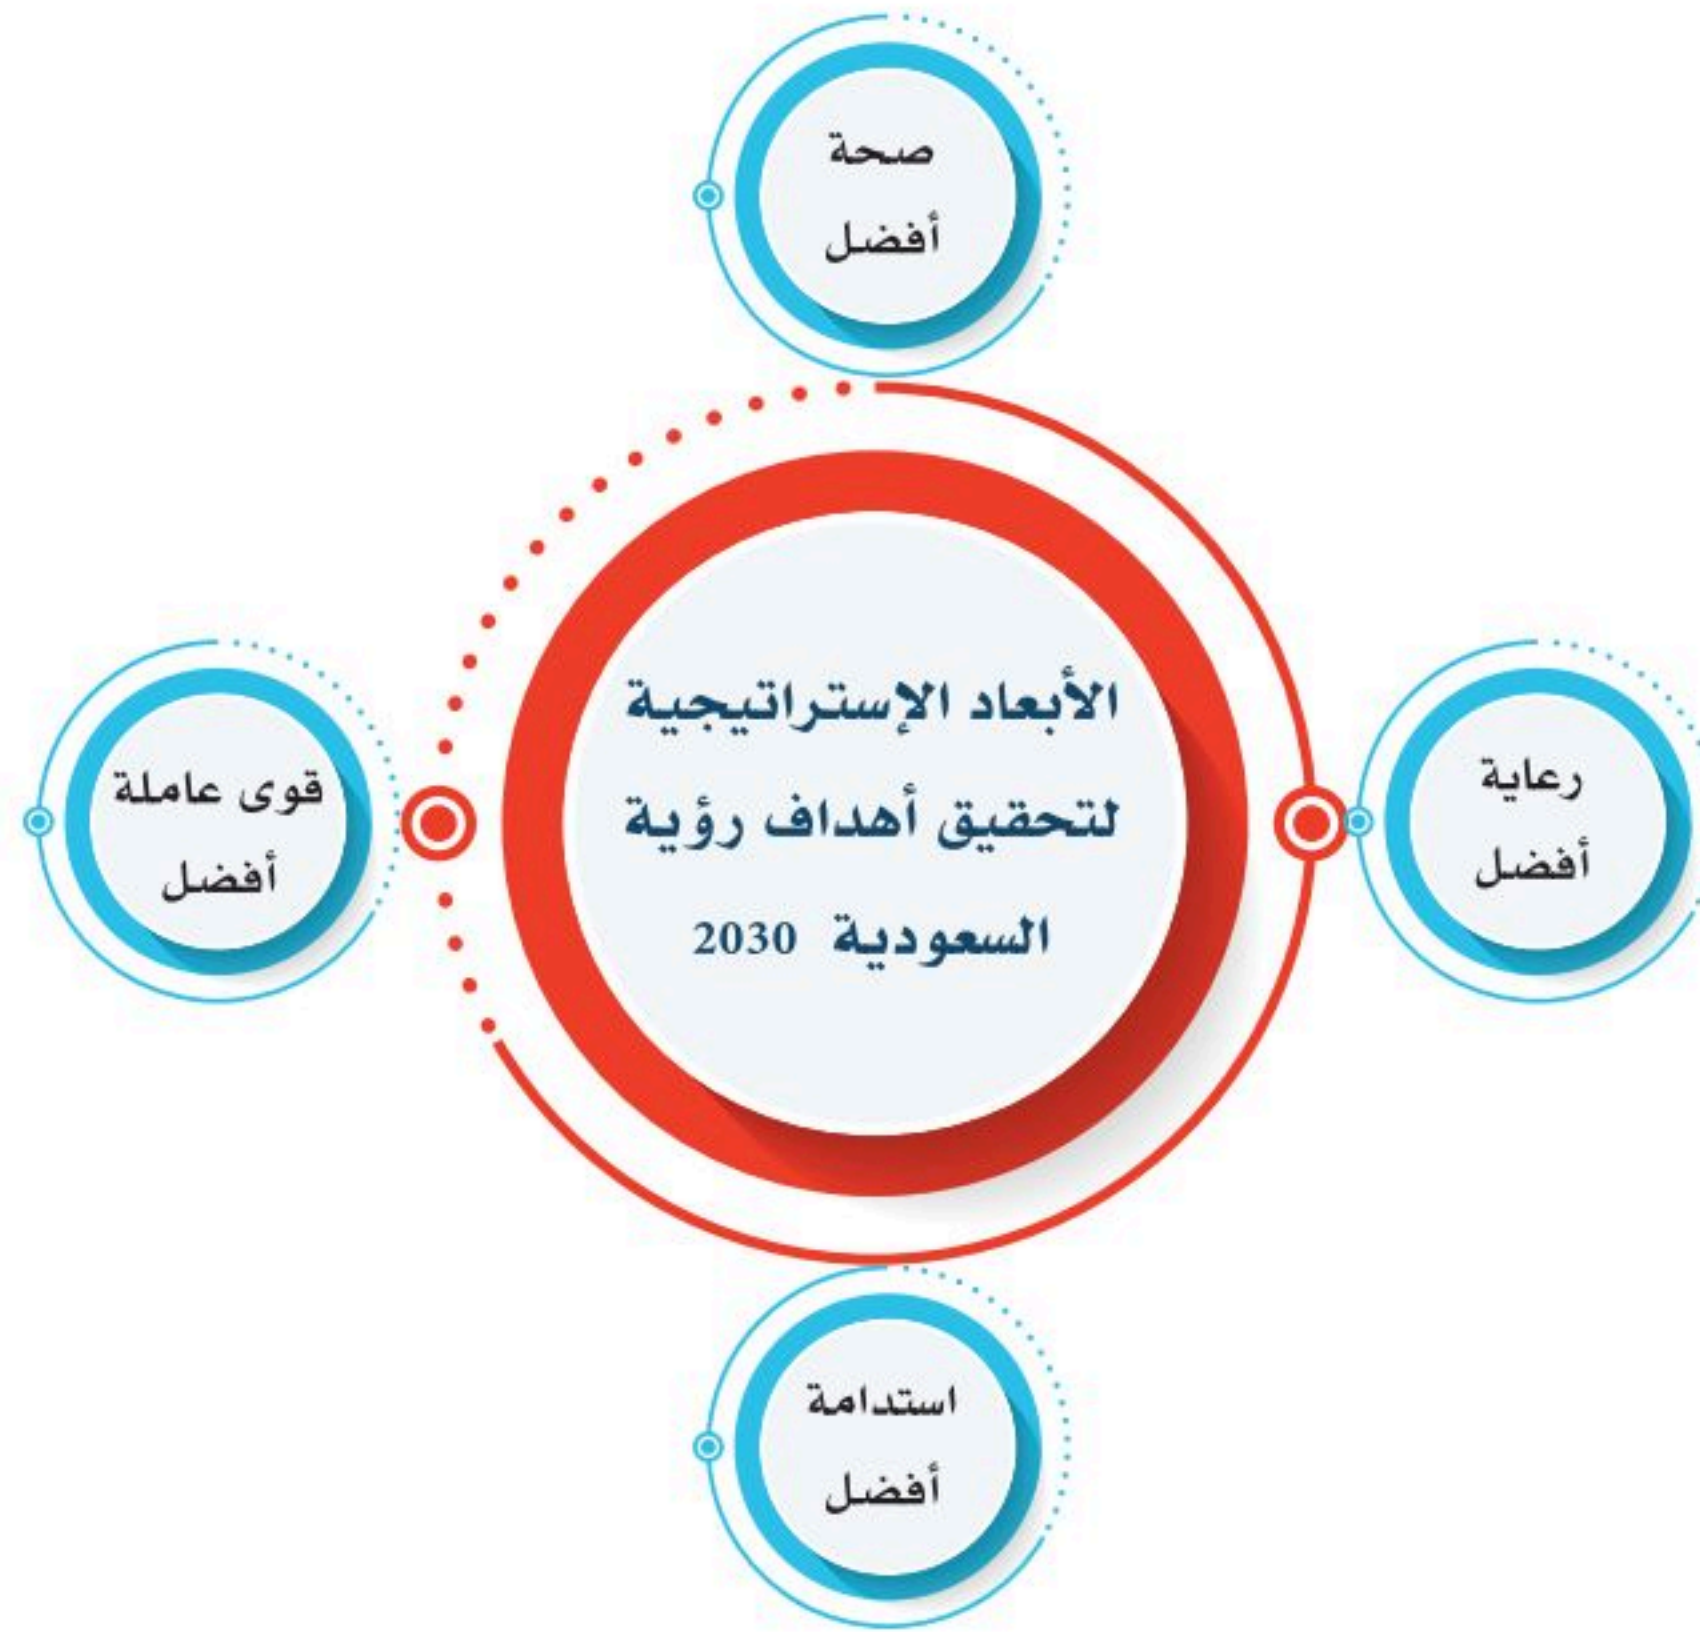 صحة
أفضل
الأبعاد الإستراتيجية
لتحقيق أهداف رؤية
السعودية 2030
رعاية
أفضل
قوى عاملة
أفضل
استدامة
أفضل